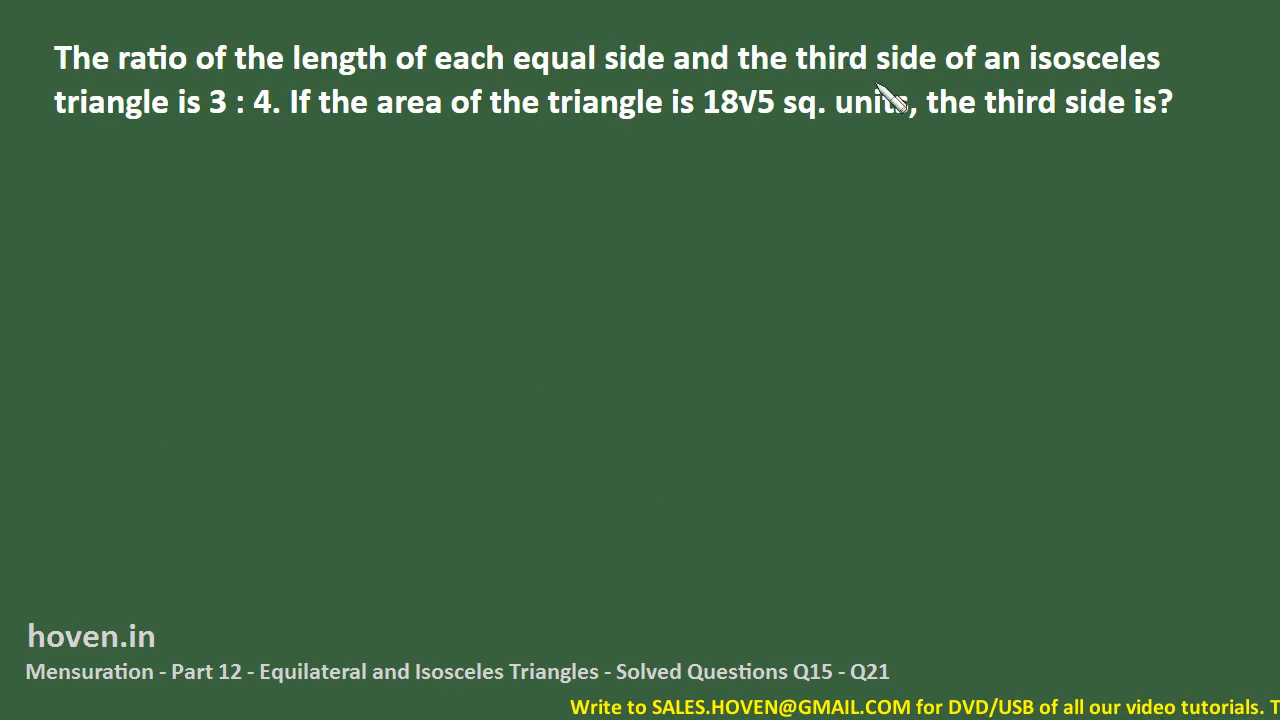 The ratio of the length of each equal side and the third side of an isosceles
triangle is 3 : 4. If the area of the triangle is 18√5 sq. units, the third side is?
hoven.in
Mensuration - Part 12 - Equilateral and Isosceles Triangles - Solved Questions Q15 - Q21
Write to SALES.HOVEN@GMAIL.COM for DVD/USB of all our video tutorials. T